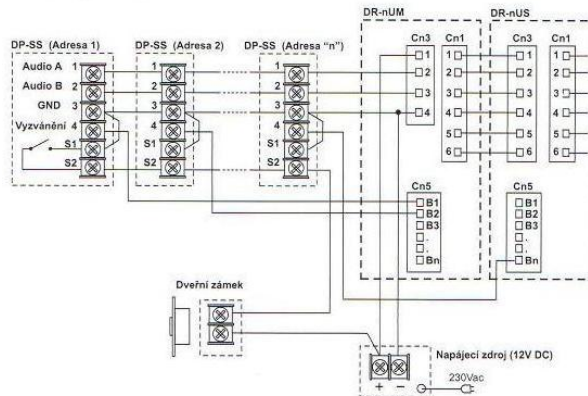 DR-nUM
DR-nUS
DP-SS (Adresa 1)
DP-SS (Adresa 2)
DP-SS (Adresa “n”)
Cn3
Cn1
Cn3
Cn1
Audio A 1
Audio B 2
GND 3
Vyzvánění 4
S1
S2
1
2
3
4
S1
S2
1
2
3
4
S1
S2
1
2
3
4
1
2
3
4
5
6
1
2
3
4
5
6
1
2
3
4
5
6
Cn5
B1
B2
B3
.
.
Bn
Cn5
B1
B2
B3
.
.
Bn
Dveřní zámek
Napájecí zdroj (12V DC)
+ −
230Vac